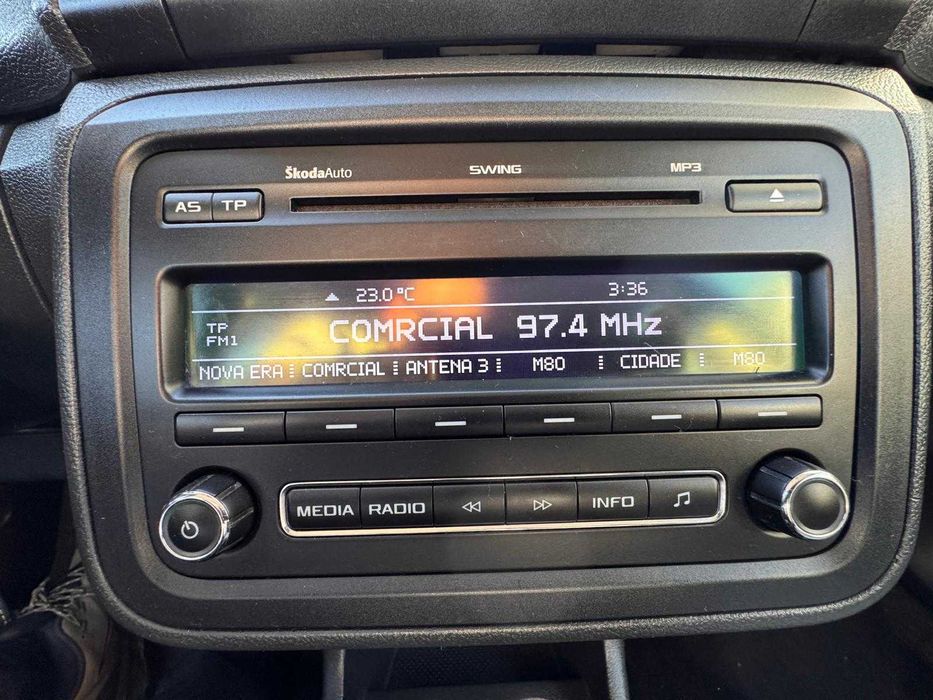 ŠkodaAuto SWING MP3
AS TP
23.0°C 3:36
TP
FM1
COMRCIAL 97.4 MHz
NOVA ERA COMRCIAL ANTENA 3 M80 CIDADE M80
MEDIA RADIO INFO